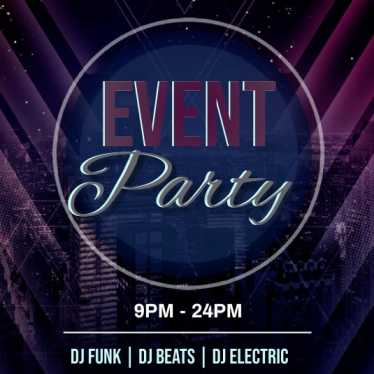 EVENT
Party
9PM - 24PM
DJ FUNK | DJ BEATS | DJ ELECTRIC